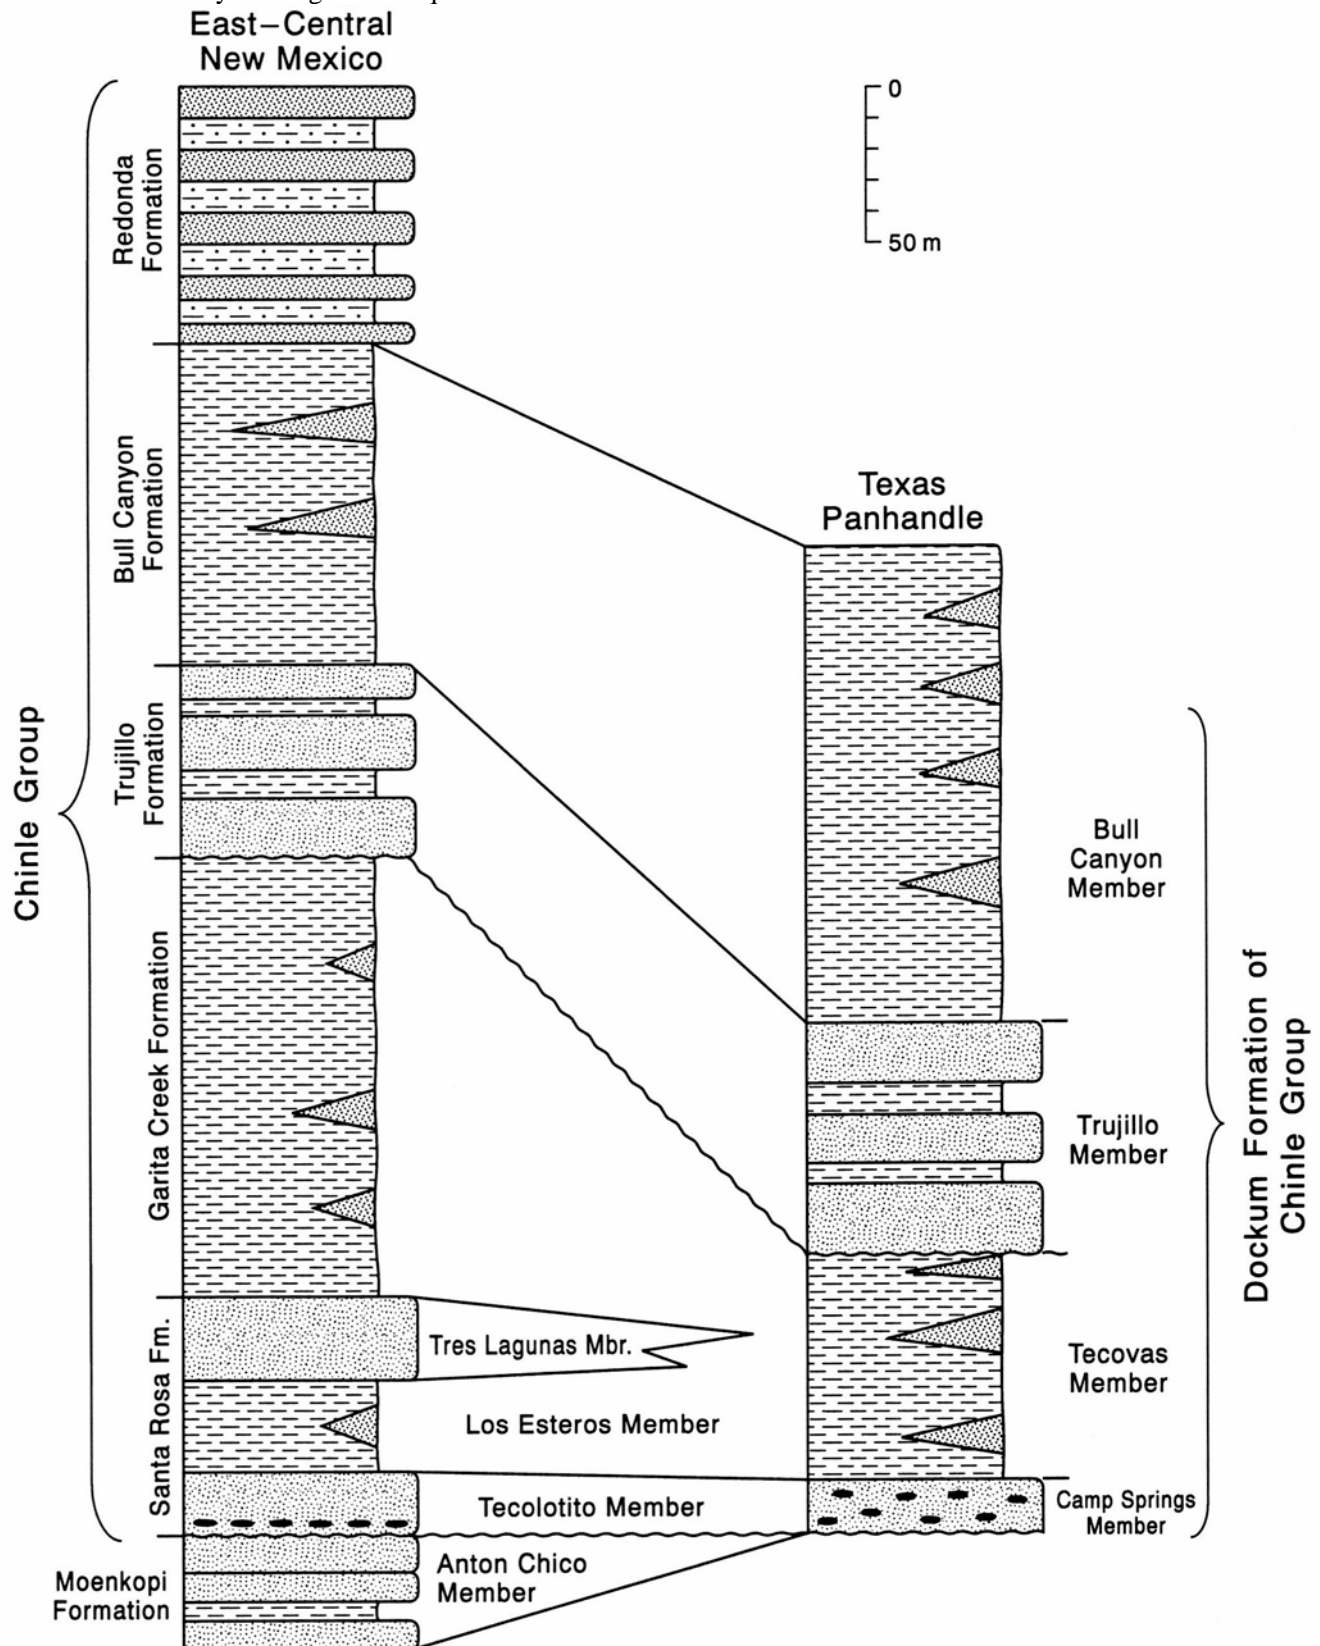 East–Central
New Mexico
0
50 m
Redonda
Formation
Bull Canyon
Formation
Texas
Panhandle
Trujillo
Formation
Chinle Group
Bull
Canyon
Member
Garita Creek Formation
Trujillo
Member
Dockum Formation of
Chinle Group
Santa Rosa Fm.
Tres Lagunas Mbr.
Tecovas
Member
Los Esteros Member
Tecolotito Member
Camp Springs
Member
Anton Chico
Member
Moenkopi
Formation